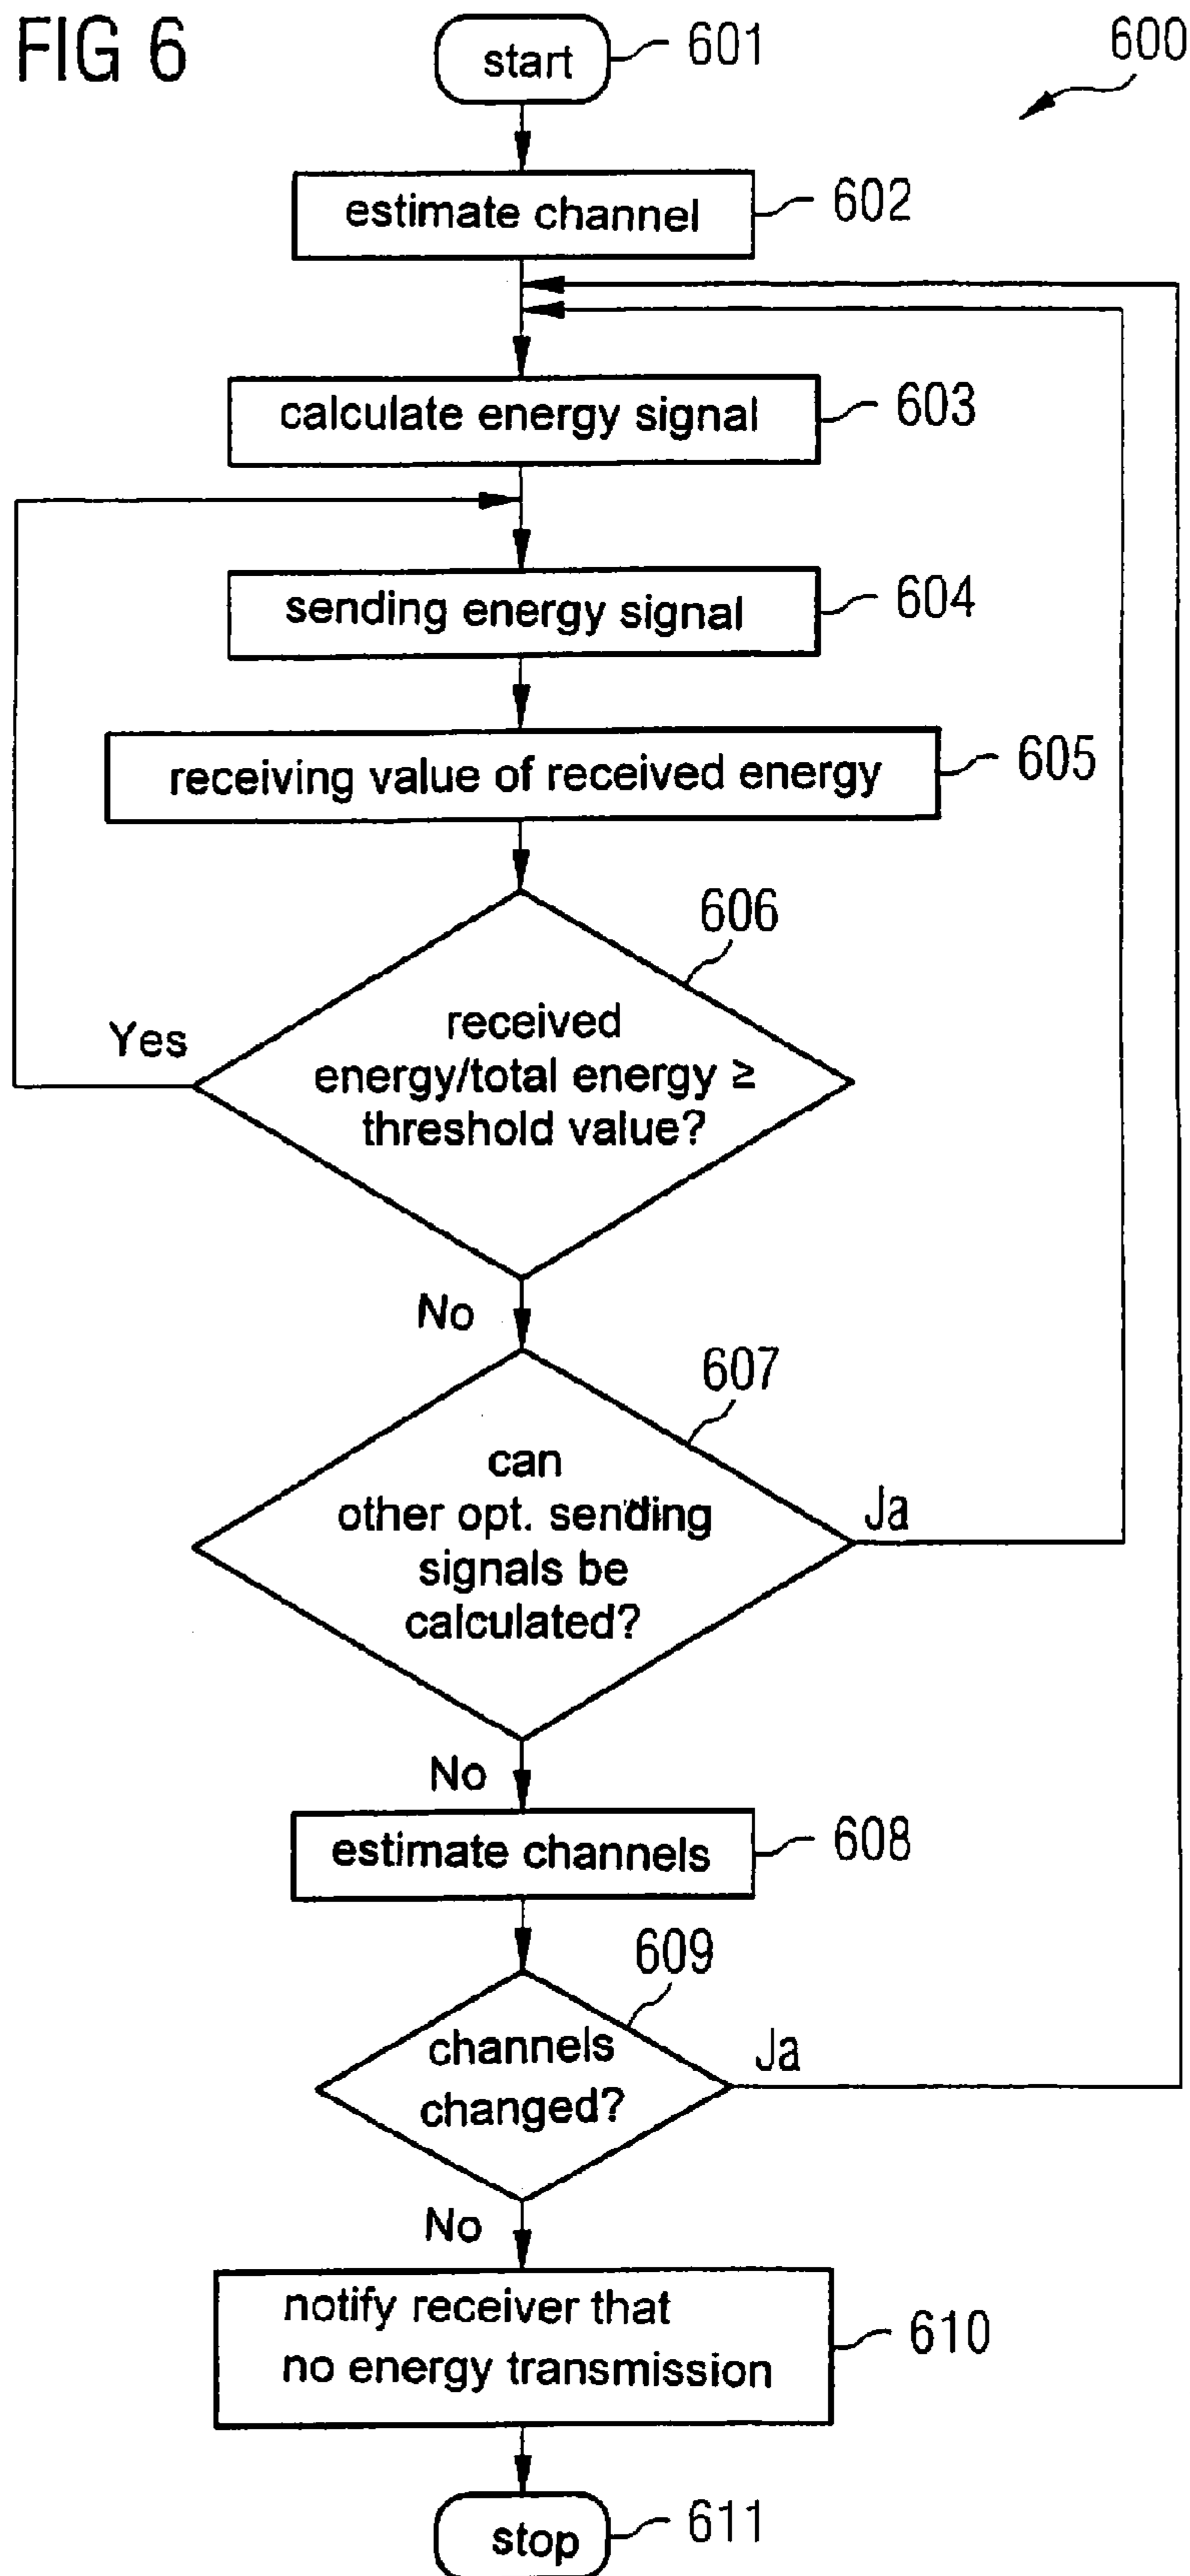 FIG 6
start
601
600
estimate channel
602
calculate energy signal
603
sending energy signal
604
receiving value of received energy
605
606
received
energy/total energy ≥
threshold value?
Yes
No
607
can
other opt. sending
signals be
calculated?
Ja
No
estimate channels
608
609
channels
changed?
Ja
No
notify receiver that
no energy transmission
610
stop
611